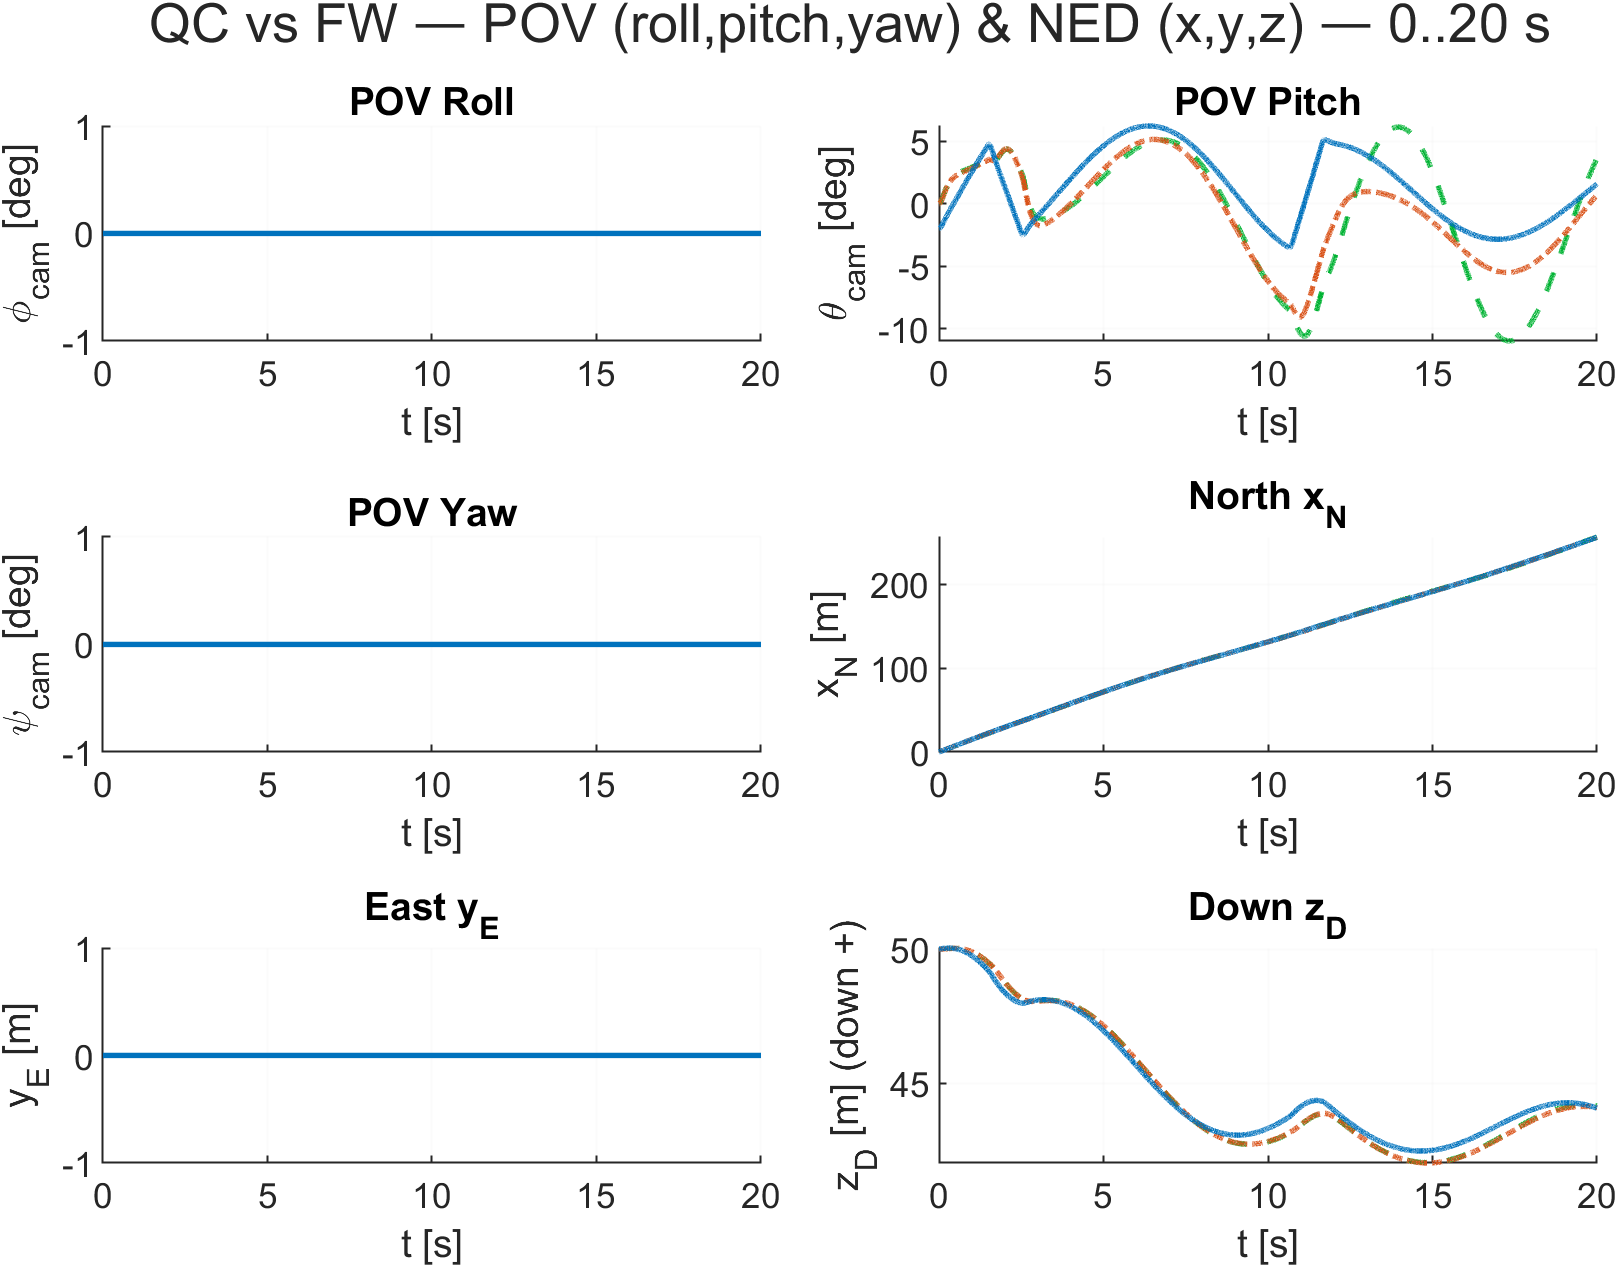 QC vs FW — POV (roll,pitch,yaw) & NED (x,y,z) — 0..20 s
POV Roll
ϕcam [deg]
1
0
-1
0 5 10 15 20
t [s]
POV Pitch
θcam [deg]
5
0
-5
-10
0 5 10 15 20
t [s]
POV Yaw
ψcam [deg]
1
0
-1
0 5 10 15 20
t [s]
North xN
xN [m]
200
100
0
0 5 10 15 20
t [s]
East yE
yE [m]
1
0
-1
0 5 10 15 20
t [s]
Down zD
zD [m] (down +)
50
45
0 5 10 15 20
t [s]